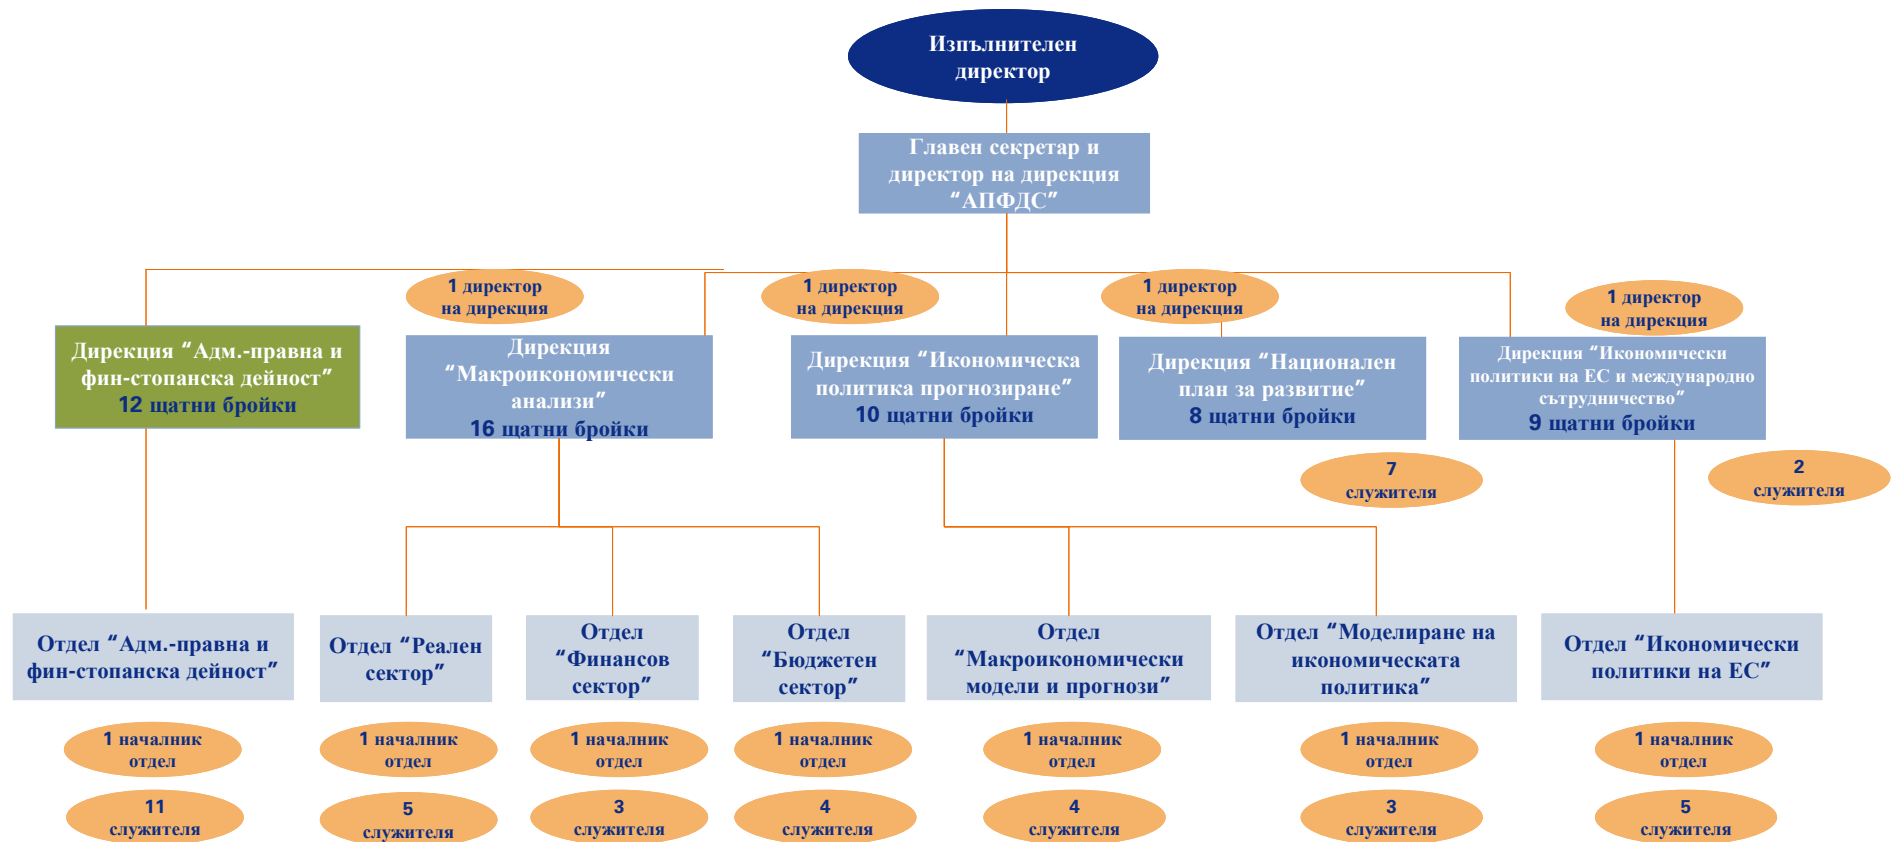 Изпълнителен
директор
Главен секретар и
директор на дирекция
“АПФДС”
1 директор
на дирекция
1 директор
на дирекция
1 директор
на дирекция
1 директор
на дирекция
Дирекция “Адм.-правна и
фин-стопанска дейност”
12 щатни бройки
Дирекция
“Макроикономически
анализи”
16 щатни бройки
Дирекция “Икономическа
политика прогнозиране”
10 щатни бройки
Дирекция “Национален
план за развитие”
8 щатни бройки
Дирекция “Икономически
политики на ЕС и международно
сътрудничество”
9 щатни бройки
7
служителя
2
служителя
Отдел “Адм.-правна и
фин-стопанска дейност”
Отдел “Реален
сектор”
Отдел
“Финансов
сектор”
Отдел
“Бюджетен
сектор”
Отдел
“Макроикономически
модели и прогнози”
Отдел “Моделиране на
икономическата
политика”
Отдел “Икономически
политики на ЕС”
1 началник
отдел
1 началник
отдел
1 началник
отдел
1 началник
отдел
1 началник
отдел
1 началник
отдел
1 началник
отдел
11
служителя
5
служителя
3
служителя
4
служителя
4
служителя
3
служителя
5
служителя